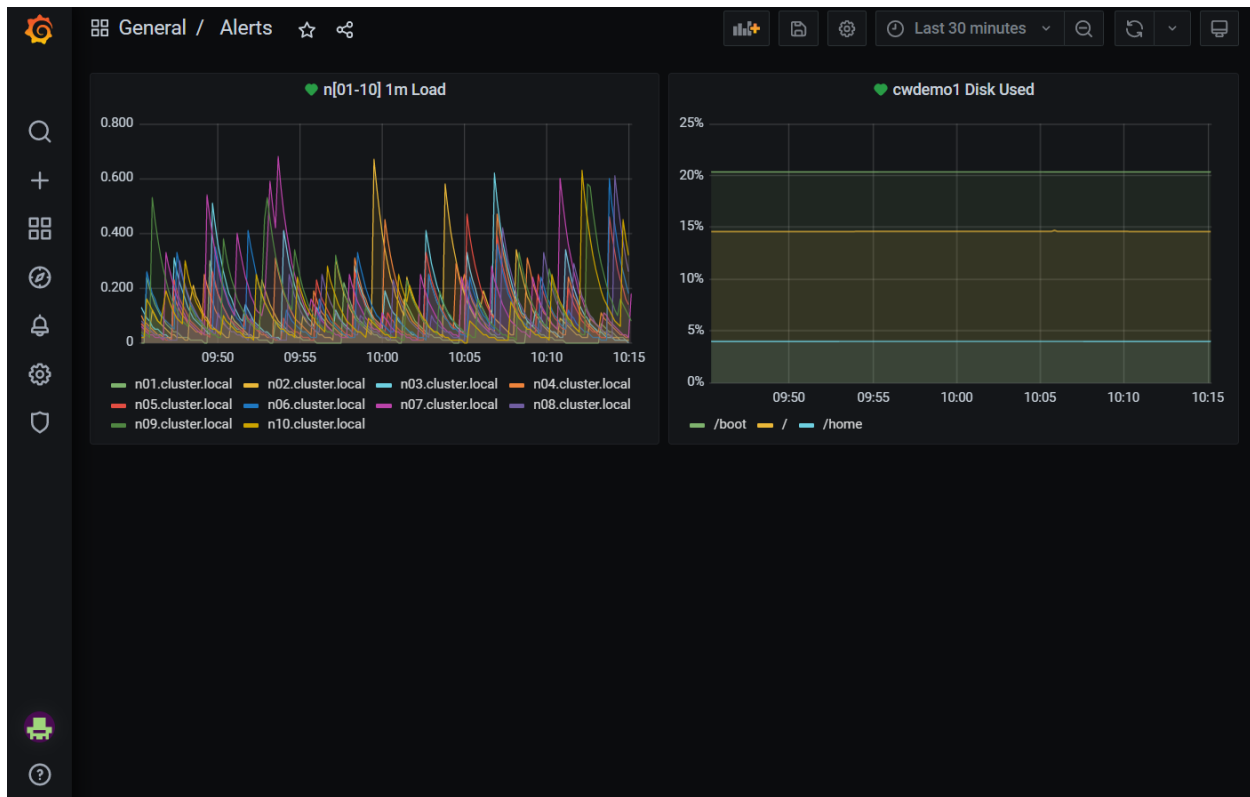 General / Alerts
Last 30 minutes
n[01-10] 1m Load
0.800
0.600
0.400
0.200
0
09:50 09:55 10:00 10:05 10:10 10:15
n01.cluster.local n02.cluster.local n03.cluster.local n04.cluster.local
n05.cluster.local n06.cluster.local n07.cluster.local n08.cluster.local
n09.cluster.local n10.cluster.local
cwdemo1 Disk Used
25%
20%
15%
10%
5%
0%
09:50 09:55 10:00 10:05 10:10 10:15
/boot / /home